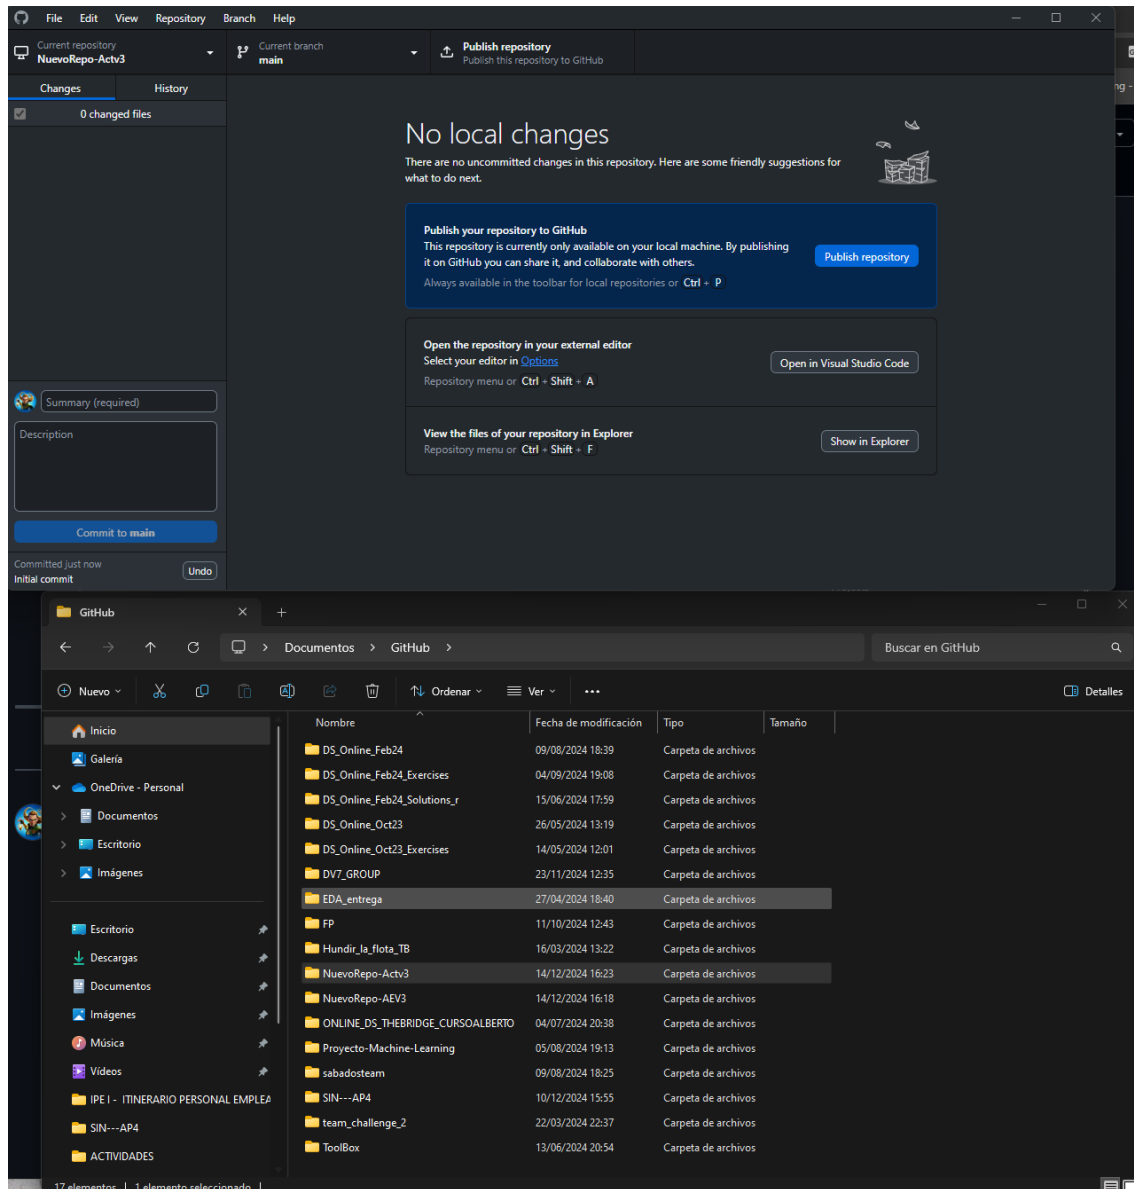 File Edit View Repository Branch Help
Current repository
NuevoRepo-Actv3
Current branch
main
Publish repository
Publish this repository to GitHub
Changes History
0 changed files
No local changes
There are no uncommitted changes in this repository. Here are some friendly suggestions for
what to do next.
Publish your repository to GitHub
This repository is currently only available on your local machine. By publishing
it on GitHub you can share it, and collaborate with others.
Always available in the toolbar for local repositories or Ctrl + P
Publish repository
Open the repository in your external editor
Select your editor in Options
Repository menu or Ctrl + Shift + A
Open in Visual Studio Code
View the files of your repository in Explorer
Repository menu or Ctrl + Shift + F
Show in Explorer
Summary (required)
Description
Commit to main
Committed just now
Initial commit
Undo
GitHub
Documentos > GitHub >
Buscar en GitHub
Nuevo
Ordenar
Ver
Detalles
Inicio
Galería
OneDrive - Personal
Documentos
Escritorio
Imágenes
Escritorio
Descargas
Documentos
Imágenes
Música
Vídeos
IPE I - ITINERARIO PERSONAL EMPLEA
SIN---AP4
ACTIVIDADES
Nombre Fecha de modificación Tipo Tamaño
DS_Online_Feb24 09/08/2024 18:39 Carpeta de archivos
DS_Online_Feb24_Exercises 04/09/2024 19:08 Carpeta de archivos
DS_Online_Feb24_Solutions_r 15/06/2024 17:59 Carpeta de archivos
DS_Online_Oct23 26/05/2024 13:19 Carpeta de archivos
DS_Online_Oct23_Exercises 14/05/2024 12:01 Carpeta de archivos
DV7_GROUP 23/11/2024 12:35 Carpeta de archivos
EDA_entrega 27/04/2024 18:40 Carpeta de archivos
FP 11/10/2024 12:43 Carpeta de archivos
Hundir_la_flota_TB 16/03/2024 13:22 Carpeta de archivos
NuevoRepo-Actv3 14/12/2024 16:23 Carpeta de archivos
NuevoRepo-AEV3 14/12/2024 16:18 Carpeta de archivos
ONLINE_DS_THEBRIDGE_CURSOALBERTO 04/07/2024 20:38 Carpeta de archivos
Proyecto-Machine-Learning 05/08/2024 19:13 Carpeta de archivos
sabadosteam 09/08/2024 18:25 Carpeta de archivos
SIN---AP4 10/12/2024 15:55 Carpeta de archivos
team_challenge_2 22/03/2024 22:37 Carpeta de archivos
ToolBox 13/06/2024 20:54 Carpeta de archivos
17 elementos 1 elemento seleccionado